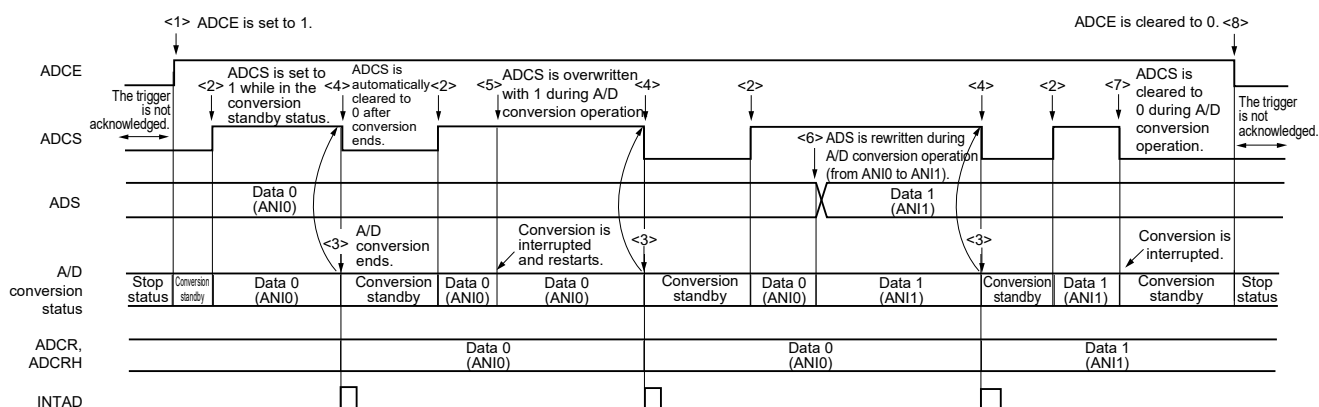 <1> ADCE is set to 1.
ADCE is cleared to 0. <8>
ADCE
The trigger
is not
acknowledged.
<2>
ADCS is set to
1 while in the
conversion
standby status.
<4>
ADCS is
automatically
cleared to
0 after
conversion
ends.
<2>
<5>
ADCS is overwritten
with 1 during A/D
conversion operation
<4>
<2>
<4>
<2>
<7>
ADCS is
cleared to
0 during A/D
conversion
operation.
The trigger
is not
acknowledged.
ADCS
<6> ADS is rewritten during
A/D conversion operation
(from ANI0 to ANI1).
ADS
Data 0
(ANI0)
Data 1
(ANI1)
<3>
A/D
conversion
ends.
Conversion is
interrupted
and restarts.
<3>
<3>
Conversion is
interrupted.
A/D
conversion
status
Stop
status
Conversion
standby
Data 0
(ANI0)
Conversion
standby
Data 0
(ANI0)
Data 0
(ANI0)
Conversion
standby
Data 0
(ANI0)
Data 1
(ANI1)
Conversion
standby
Data 1
(ANI1)
Conversion
standby
Stop
status
ADCR,
ADCRH
Data 0
(ANI0)
Data 0
(ANI0)
Data 1
(ANI1)
INTAD